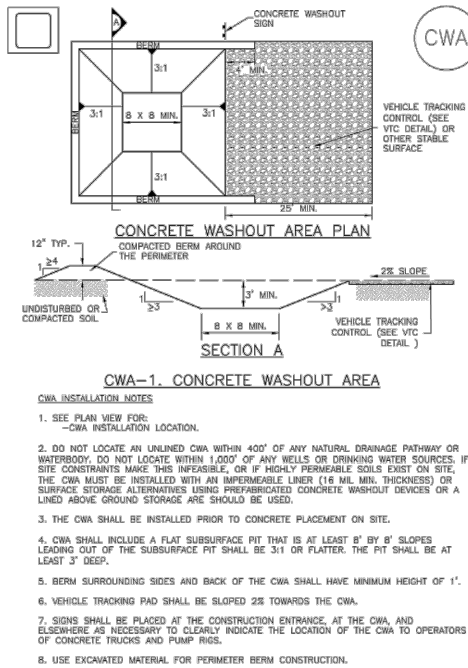 A
CONCRETE WASHOUT
SIGN
CWA
BERM
3:1
4' MIN.
BERM
3:1
8 X 8 MIN.
3:1
3:1
BERM
VEHICLE TRACKING
CONTROL (SEE
VTC DETAIL) OR
OTHER STABLE
SURFACE
25' MIN.
CONCRETE WASHOUT AREA PLAN
12" TYP.
COMPACTED BERM AROUND
THE PERIMETER
1
≥4
2% SLOPE
3' MIN.
1
≥3
≥3
1
UNDISTURBED OR
COMPACTED SOIL
8 X 8 MIN.
VEHICLE TRACKING
CONTROL (SEE VTC
DETAIL )
SECTION A
CWA-1. CONCRETE WASHOUT AREA
CWA INSTALLATION NOTES
1. SEE PLAN VIEW FOR:
-CWA INSTALLATION LOCATION.
2. DO NOT LOCATE AN UNLINED CWA WITHIN 400' OF ANY NATURAL DRAINAGE PATHWAY OR
WATERBODY. DO NOT LOCATE WITHIN 1,000' OF ANY WELLS OR DRINKING WATER SOURCES. IF
SITE CONSTRAINTS MAKE THIS INFEASIBLE, OR IF HIGHLY PERMEABLE SOILS EXIST ON SITE,
THE CWA MUST BE INSTALLED WITH AN IMPERMEABLE LINER (16 MIL MIN. THICKNESS) OR
SURFACE STORAGE ALTERNATIVES USING PREFABRICATED CONCRETE WASHOUT DEVICES OR A
LINED ABOVE GROUND STORAGE ARE SHOULD BE USED.
3. THE CWA SHALL BE INSTALLED PRIOR TO CONCRETE PLACEMENT ON SITE.
4. CWA SHALL INCLUDE A FLAT SUBSURFACE PIT THAT IS AT LEAST 8' BY 8' SLOPES
LEADING OUT OF THE SUBSURFACE PIT SHALL BE 3:1 OR FLATTER. THE PIT SHALL BE AT
LEAST 3' DEEP.
5. BERM SURROUNDING SIDES AND BACK OF THE CWA SHALL HAVE MINIMUM HEIGHT OF 1'.
6. VEHICLE TRACKING PAD SHALL BE SLOPED 2% TOWARDS THE CWA.
7. SIGNS SHALL BE PLACED AT THE CONSTRUCTION ENTRANCE, AT THE CWA, AND
ELSEWHERE AS NECESSARY TO CLEARLY INDICATE THE LOCATION OF THE CWA TO OPERATORS
OF CONCRETE TRUCKS AND PUMP RIGS.
8. USE EXCAVATED MATERIAL FOR PERIMETER BERM CONSTRUCTION.